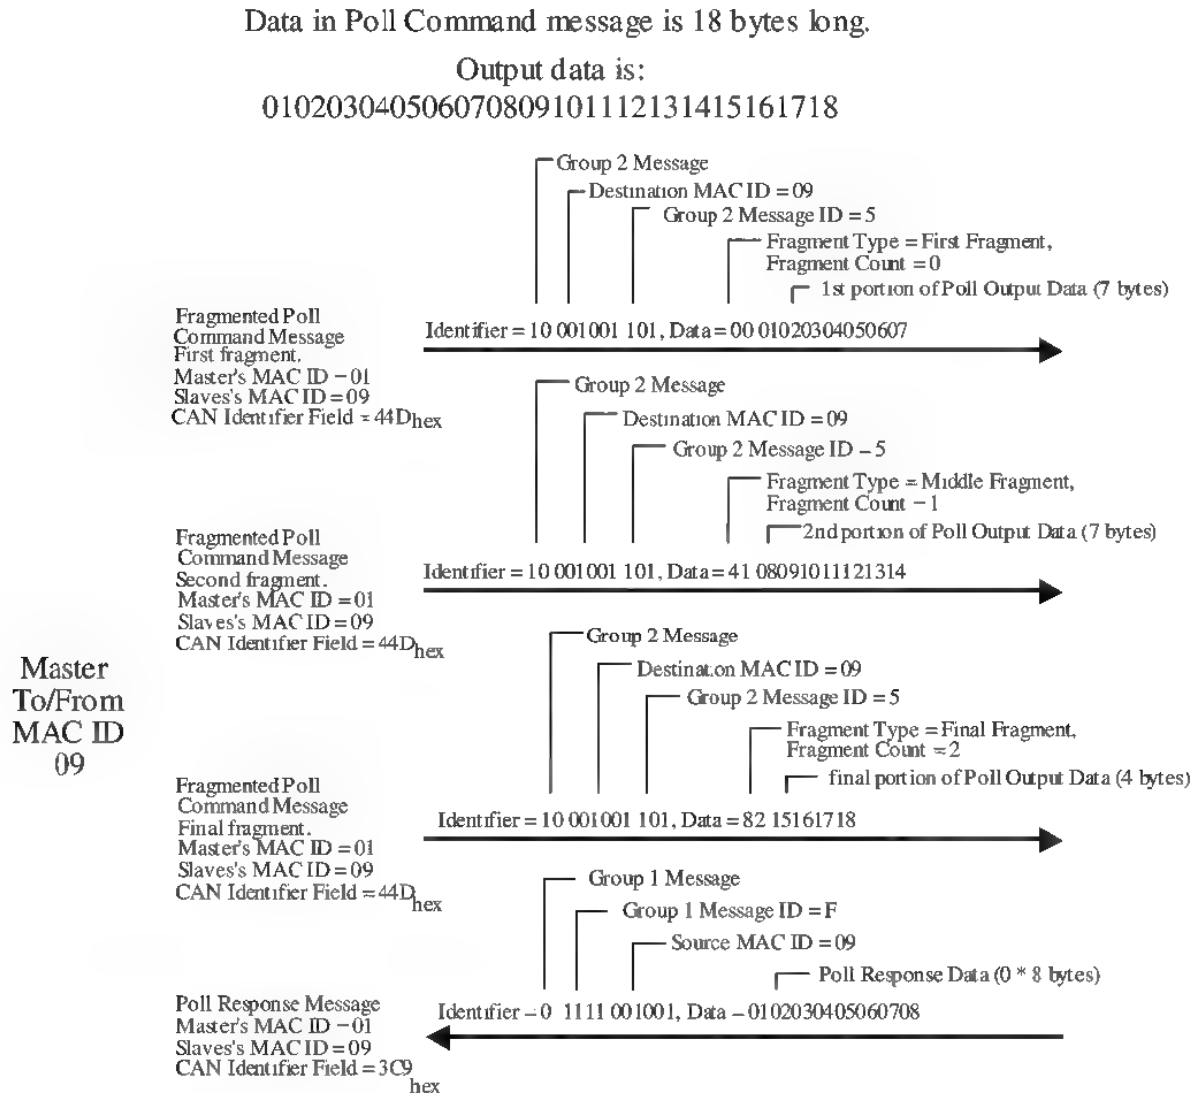 Data in Poll Command message is 18 bytes long.
Output data is:
010203040506070809101112131415161718
Group 2 Message
Destination MAC ID = 09
Group 2 Message ID = 5
Fragment Type = First Fragment,
Fragment Count = 0
1st portion of Poll Output Data (7 bytes)
Fragmented Poll
Command Message
First fragment.
Master's MAC ID - 01
Slaves's MAC ID = 09
CAN Identifier Field = 44Dhex
Identifier = 10 001001 101, Data = 00 01020304050607
Group 2 Message
Destination MAC ID = 09
Group 2 Message ID - 5
Fragment Type = Middle Fragment,
Fragment Count - 1
2nd portion of Poll Output Data (7 bytes)
Fragmented Poll
Command Message
Second fragment.
Master's MAC ID = 01
Slaves's MAC ID = 09
CAN Identifier Field = 44Dhex
Identifier = 10 001001 101, Data = 41 08091011121314
Group 2 Message
Destination MAC ID = 09
Group 2 Message ID = 5
Fragment Type = Final Fragment,
Fragment Count = 2
final portion of Poll Output Data (4 bytes)
Master
To/From
MAC ID
09
Fragmented Poll
Command Message
Final fragment.
Master's MAC ID = 01
Slaves's MAC ID = 09
CAN Identifier Field = 44Dhex
Identifier = 10 001001 101, Data = 82 15161718
Group 1 Message
Group 1 Message ID = F
Source MAC ID = 09
Poll Response Data (0 * 8 bytes)
Poll Response Message
Master's MAC ID - 01
Slaves's MAC ID = 09
CAN Identifier Field = 3C9hex
Identifier - 0 1111 001001, Data - 0102030405060708